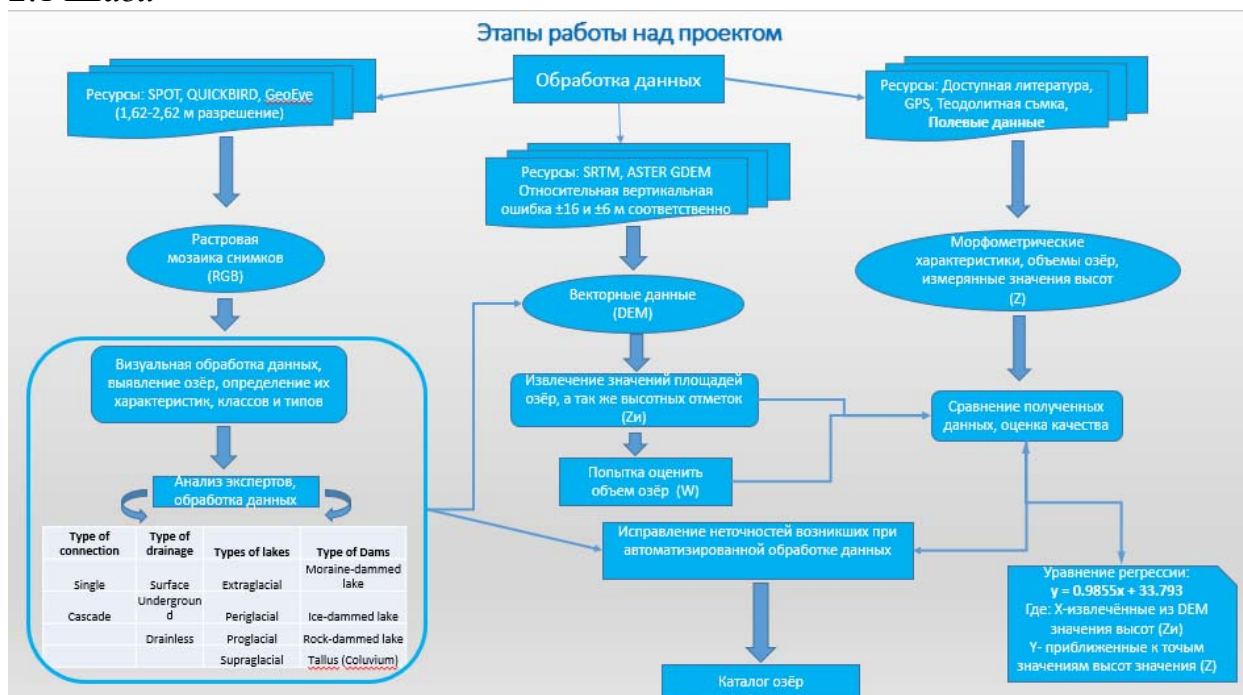 Этапы работы над проектом
Обработка данных
Ресурсы: SPOT, QUICKBIRD, GeoEye
(1,62-2,62 м разрешение)
Ресурсы: SRTM, ASTER GDEM
Относительная вертикальная
ошибка ±16 и ±6 м соответственно
Ресурсы: Доступная литература,
GPS, Теодолитная съмка,
Полевые данные
Растровая
мозаика снимков
(RGB)
Векторные данные
(DEM)
Морфометрические
характеристики, объемы озёр,
измерянные значения высот
(Z)
Визуальная обработка данных,
выявление озёр, определение их
характеристик, классов и типов
Извлечение значений площадей
озёр, а так же высотных отметок
(Zи)
Сравнение полученных
данных, оценка качества
Анализ экспертов,
обработка данных
Попытка оценить
объем озёр (W)
Исправление неточностей возникших при
автоматизированной обработке данных
Type of connection	Type of drainage	Types of lakes	Type of Dams
Single	Surface	Extraglacial	Moraine-dammed lake
Cascade	Undergroun d	Periglacial	Ice-dammed lake
Drainless	Proglacial	Rock-dammed lake
Supraglacial	Tallus (Coluvium)
Уравнение регрессии:
y = 0.9855x + 33.793
Где: X-извлечённые из DEM
значения высот (Zи)
Y- приближенные к точым
значениям высот значения (Z)
Каталог озёр